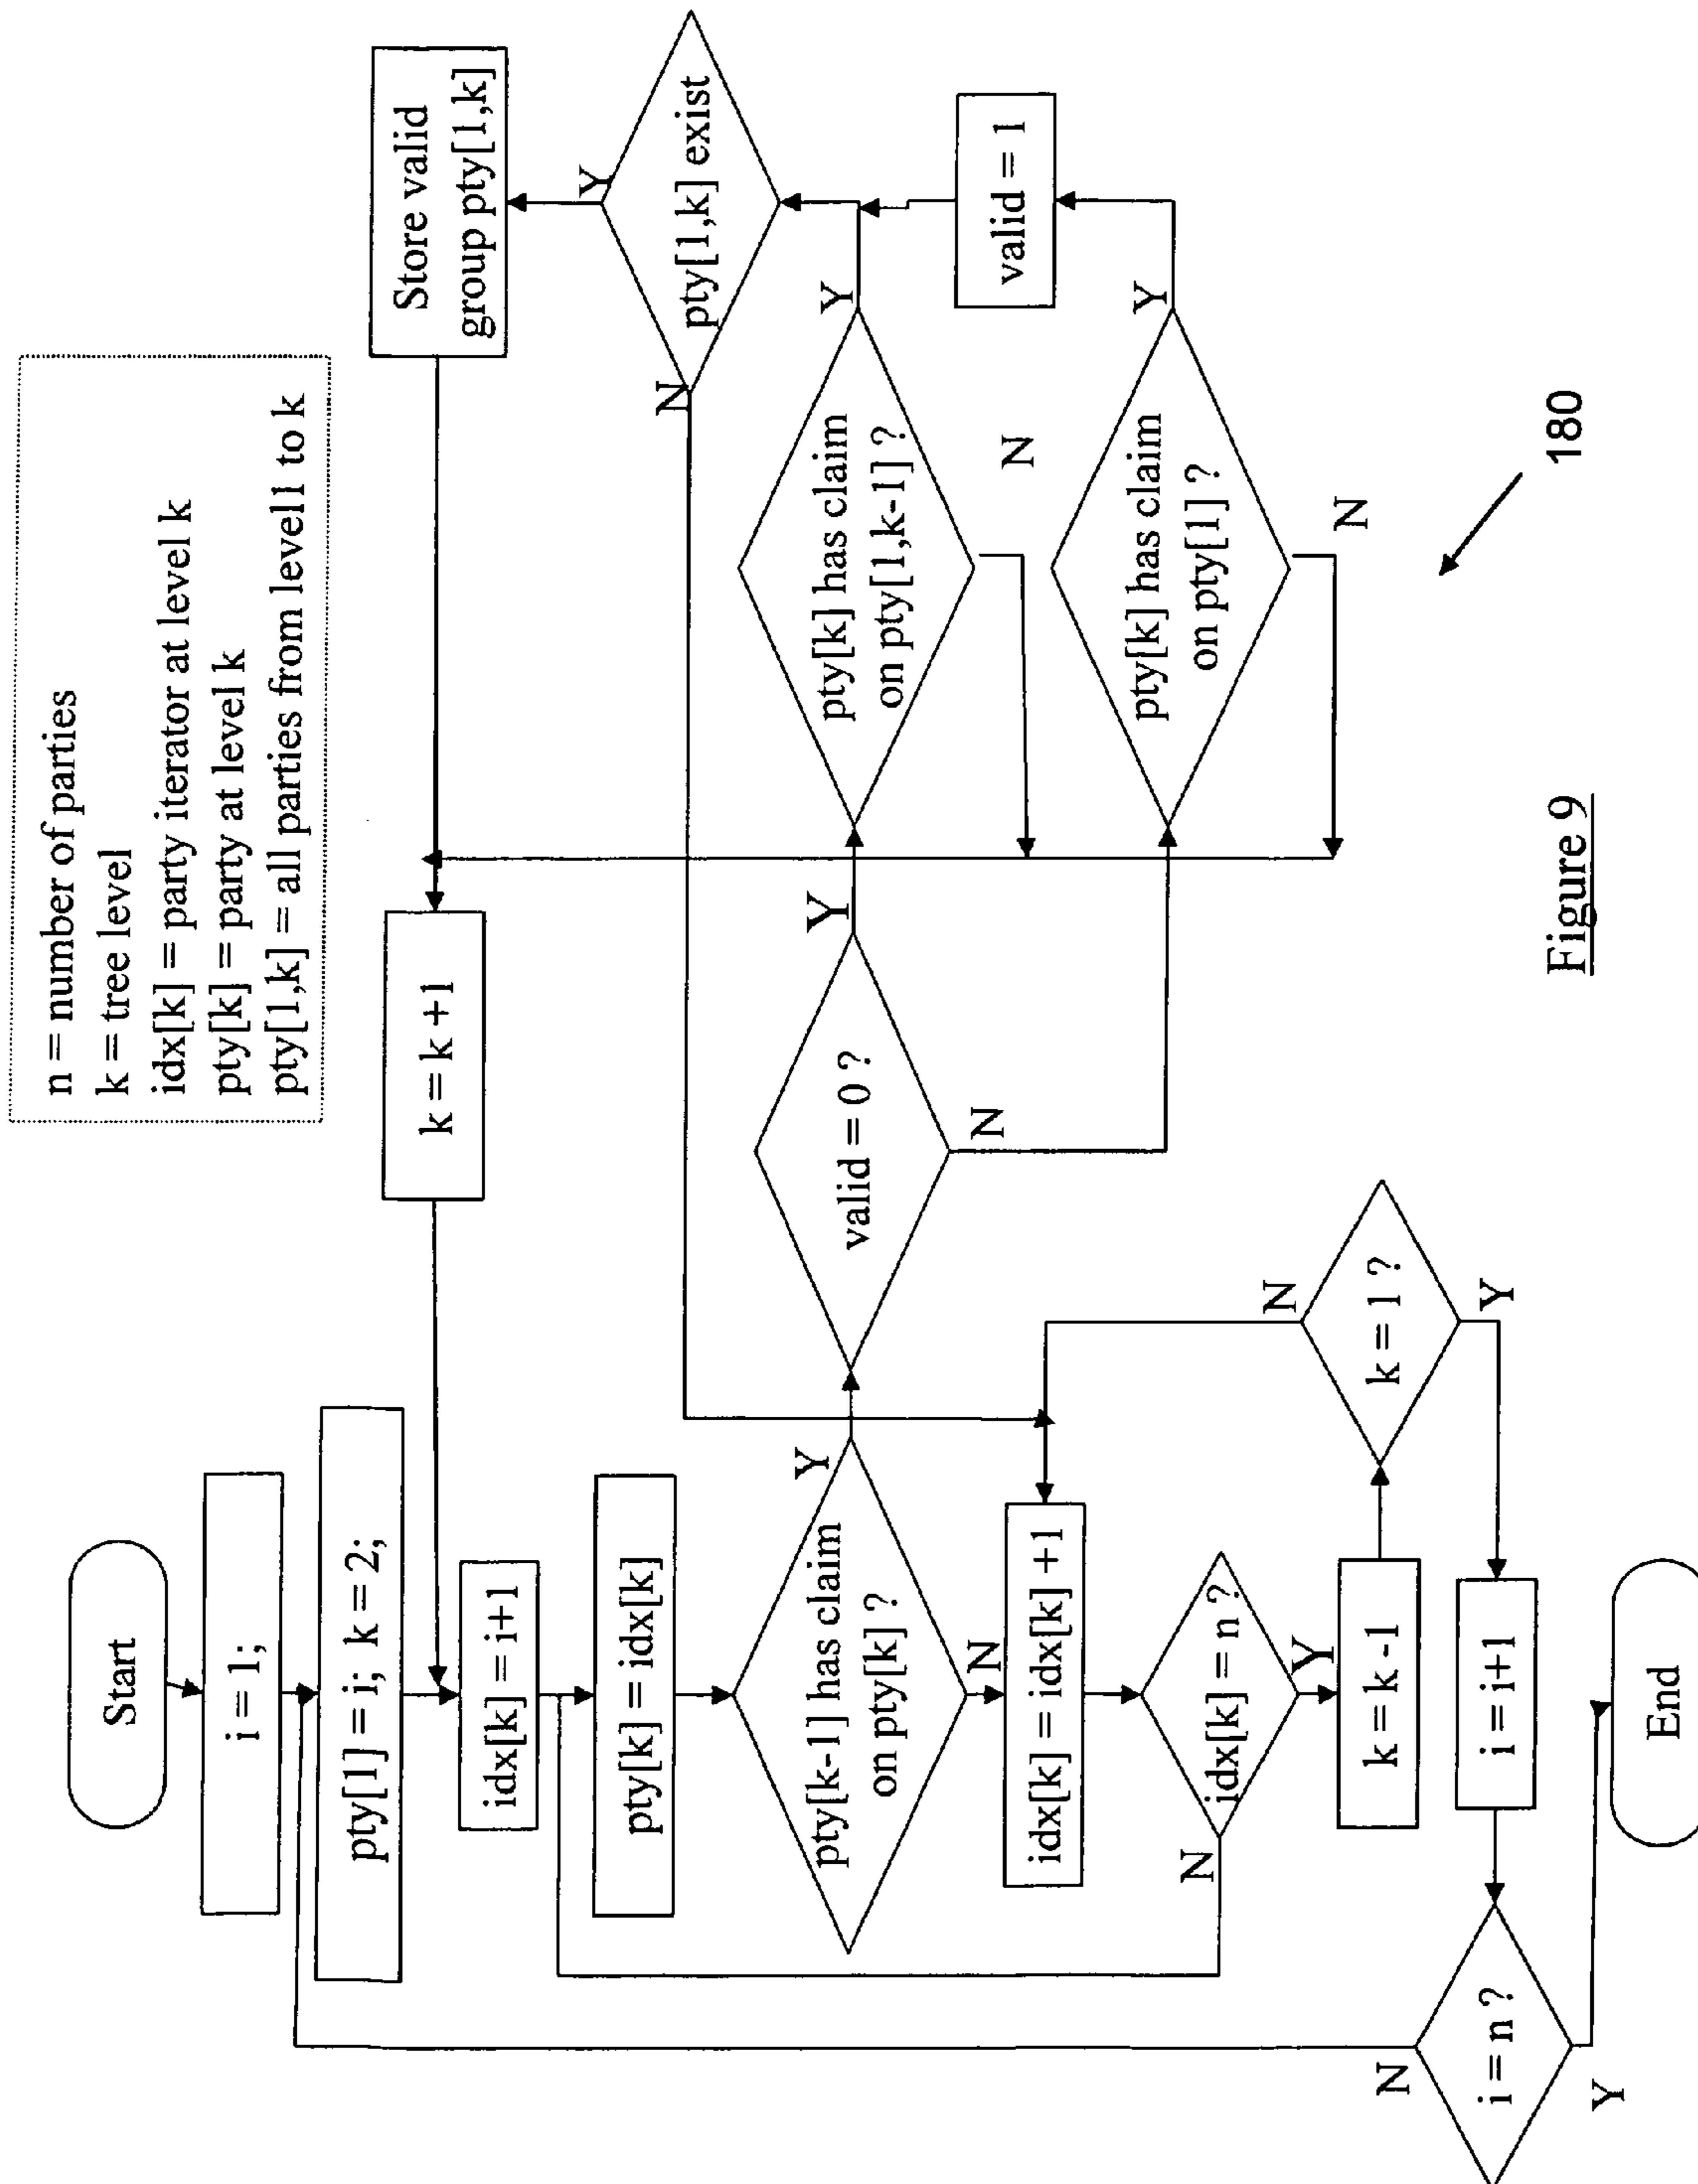 n = number of parties
k = tree level
idx[k] = party iterator at level k
pty[k] = party at level k
pty[1,k] = all parties from level1 to k
Start
i = 1;
pty[1] = i; k = 2;
idx[k] = i+1
k = k +1
pty[k] = idx[k]
pty[k-1] has claim
on pty[k] ?
Y
N
valid = 0 ?
Y
N
pty[k] has claim
on pty[1,k-1] ?
Y
N
pty[k] has claim
on pty[1] ?
Y
N
valid = 1
pty[1,k] exist
Y
N
Store valid
group pty[1,k]
idx[k] = idx[k] +1
idx[k] = n ?
N
Y
k = k -1
k = 1 ?
N
Y
i = i+1
i = n ?
N
Y
End
180
Figure 9